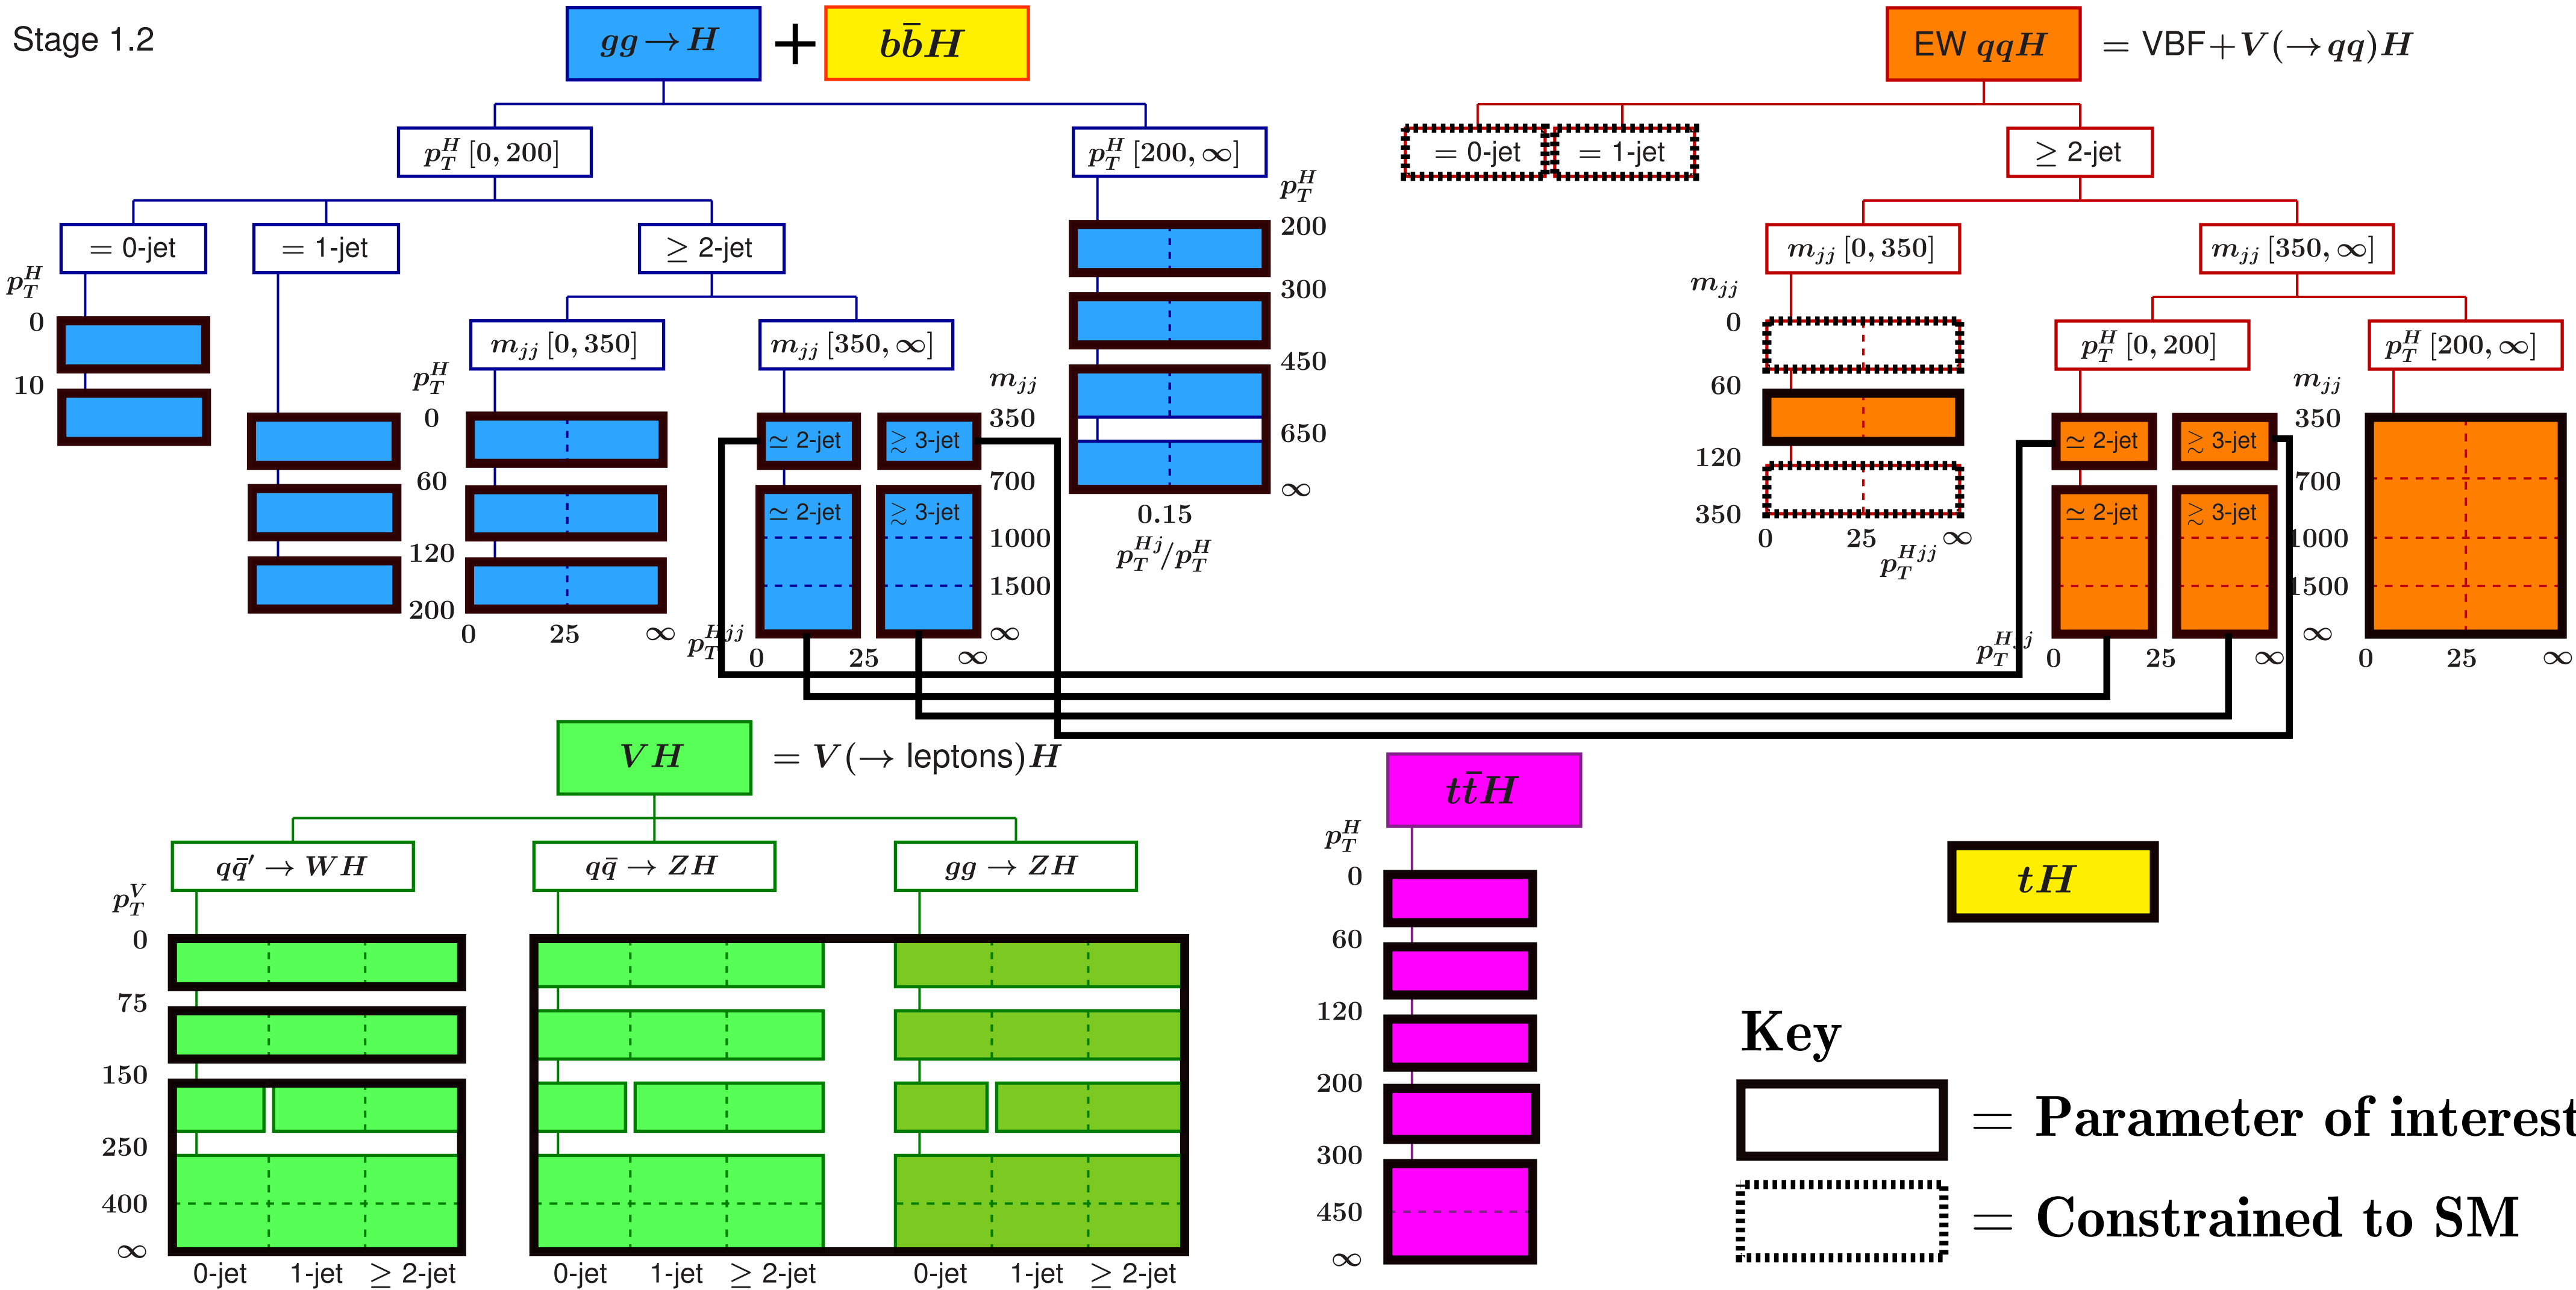 Stage 1.2
gg → H + bb̄H
EW qqH = VBF + V(→ qq)H
p_T^H [0, 200]
p_T^H [200, ∞]
= 0-jet
= 1-jet
≥ 2-jet
p_T^H
200
300
450
650
∞
0.15
p_T^{Hj}/p_T^H
= 0-jet
= 1-jet
≥ 2-jet
p_T^H
0
10
m_jj [0, 350]
m_jj [350, ∞]
p_T^H
0
60
120
200
0 25 ∞
≃ 2-jet
≳ 3-jet
≃ 2-jet
≳ 3-jet
m_jj
350
700
1000
1500
∞
p_T^{Hjj}
0 25 ∞
m_jj [0, 350]
m_jj [350, ∞]
m_jj
0
60
120
350
0 25 ∞
p_T^{Hjj}
p_T^H [0, 200]
p_T^H [200, ∞]
≃ 2-jet
≳ 3-jet
≃ 2-jet
≳ 3-jet
m_jj
350
700
1000
1500
∞
p_T^{Hjj}
0 25 ∞
0 25 ∞
VH = V(→ leptons)H
qq̄′ → WH
qq̄ → ZH
gg → ZH
p_T^V
0
75
150
250
400
∞
0-jet 1-jet ≥ 2-jet
0-jet 1-jet ≥ 2-jet
0-jet 1-jet ≥ 2-jet
tt̄H
p_T^H
0
60
120
200
300
450
∞
tH
Key
= Parameter of interest
= Constrained to SM